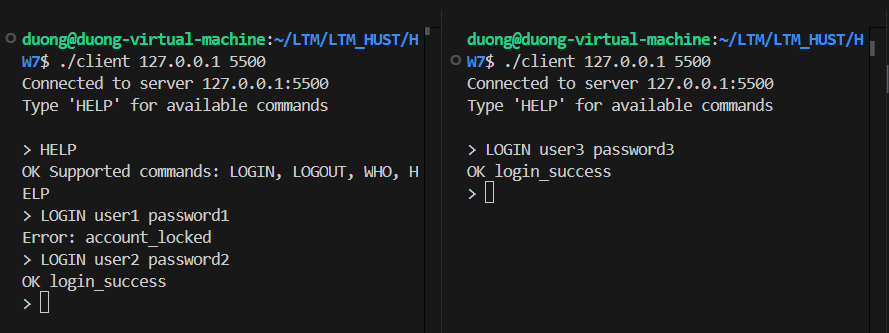 duong@duong-virtual-machine:~/LTM/LTM_HUST/H
W7$ ./client 127.0.0.1 5500
Connected to server 127.0.0.1:5500
Type 'HELP' for available commands
> HELP
OK Supported commands: LOGIN, LOGOUT, WHO, H
ELP
> LOGIN user1 password1
Error: account_locked
> LOGIN user2 password2
OK login_success
>
duong@duong-virtual-machine:~/LTM/LTM_HUST/H
W7$ ./client 127.0.0.1 5500
Connected to server 127.0.0.1:5500
Type 'HELP' for available commands
> LOGIN user3 password3
OK login_success
>